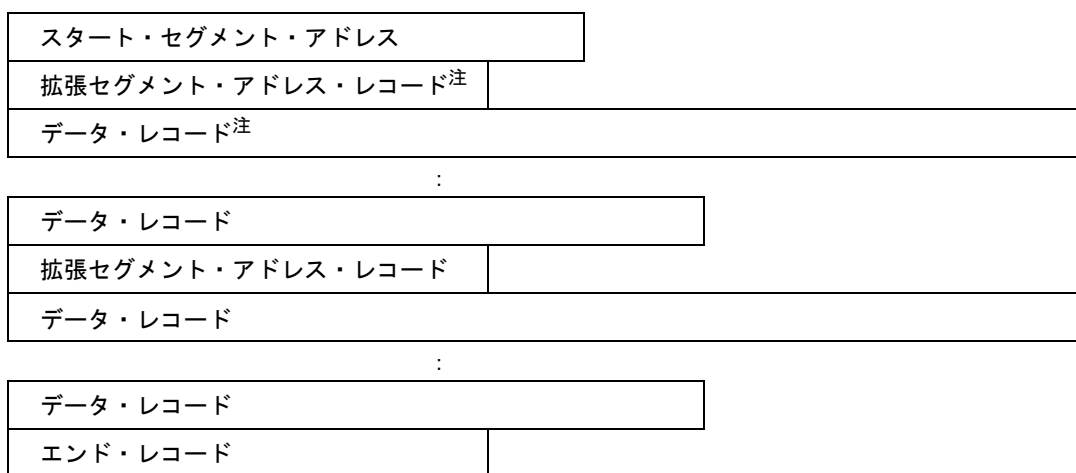 スタート・セグメント・アドレス
拡張セグメント・アドレス・レコード注
データ・レコード注
:
データ・レコード
拡張セグメント・アドレス・レコード
データ・レコード
:
データ・レコード
エンド・レコード